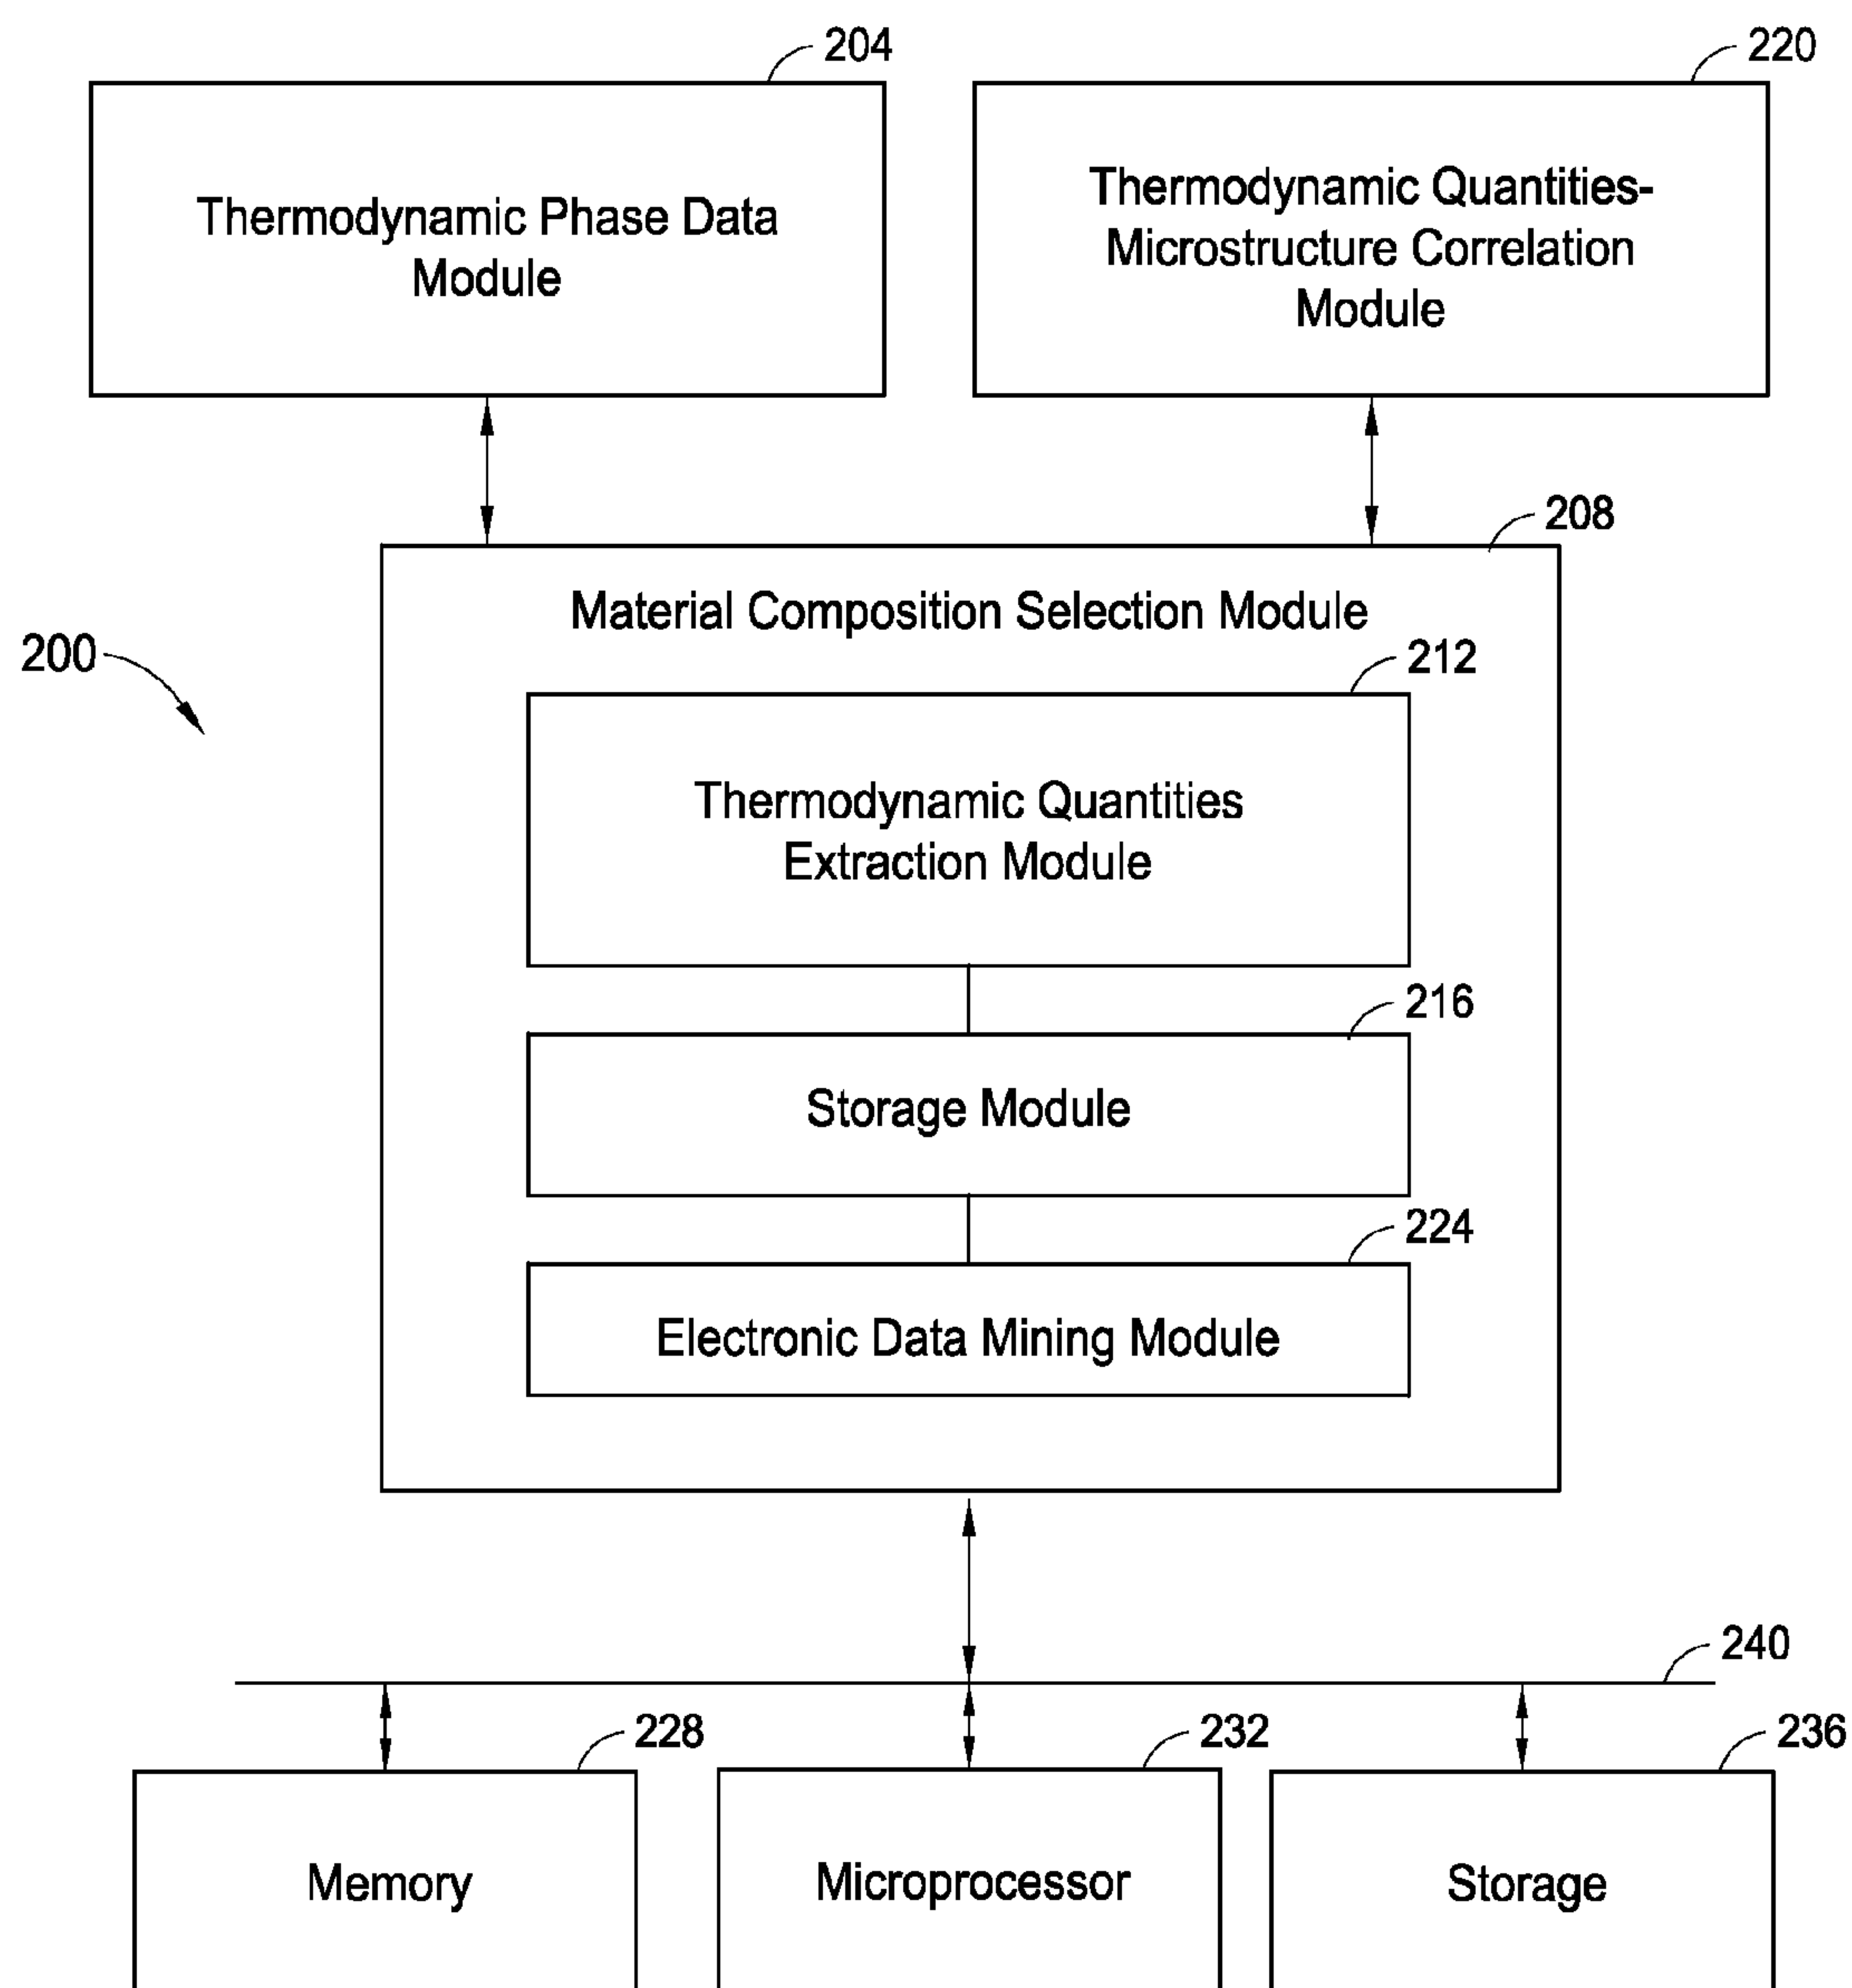 204
220
Thermodynamic Phase Data
Module
Thermodynamic Quantities-
Microstructure Correlation
Module
208
Material Composition Selection Module
200
212
Thermodynamic Quantities
Extraction Module
216
Storage Module
224
Electronic Data Mining Module
240
228
232
236
Memory
Microprocessor
Storage